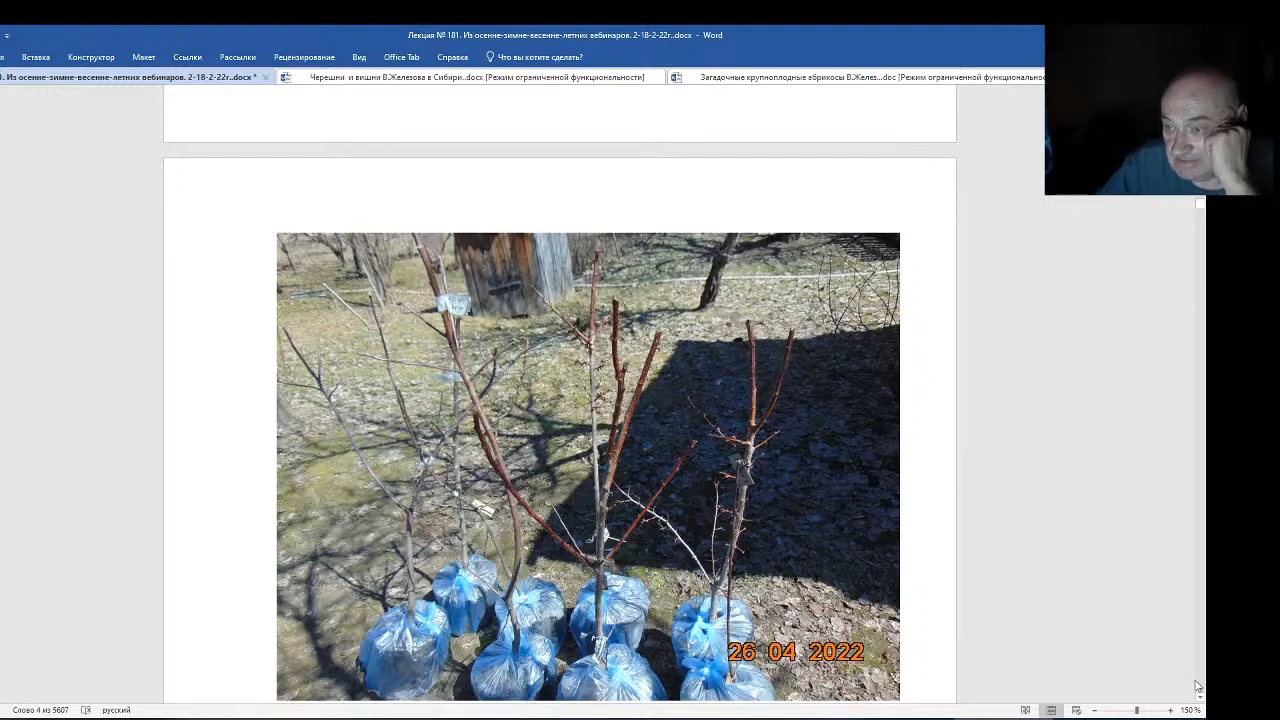 Лекция № 181. Из осенне-зимне-весенне-летних вебинаров. 2-18-2-22г..docx - Word
Вставка Конструктор Макет Ссылки Рассылки Рецензирование Вид Office Tab Справка Что вы хотите сделать?
1. Из осенне-зимне-весенне-летних вебинаров. 2-18-2-22г..docx * Черешни и вишни В.Железова в Сибири..docx [Режим ограниченной функциональности] Загадочные крупноплодные абрикосы В.Желез...doc [Режим ограниченной функциональнос
26 04 2022
Слово 4 из 5607 русский 150 %